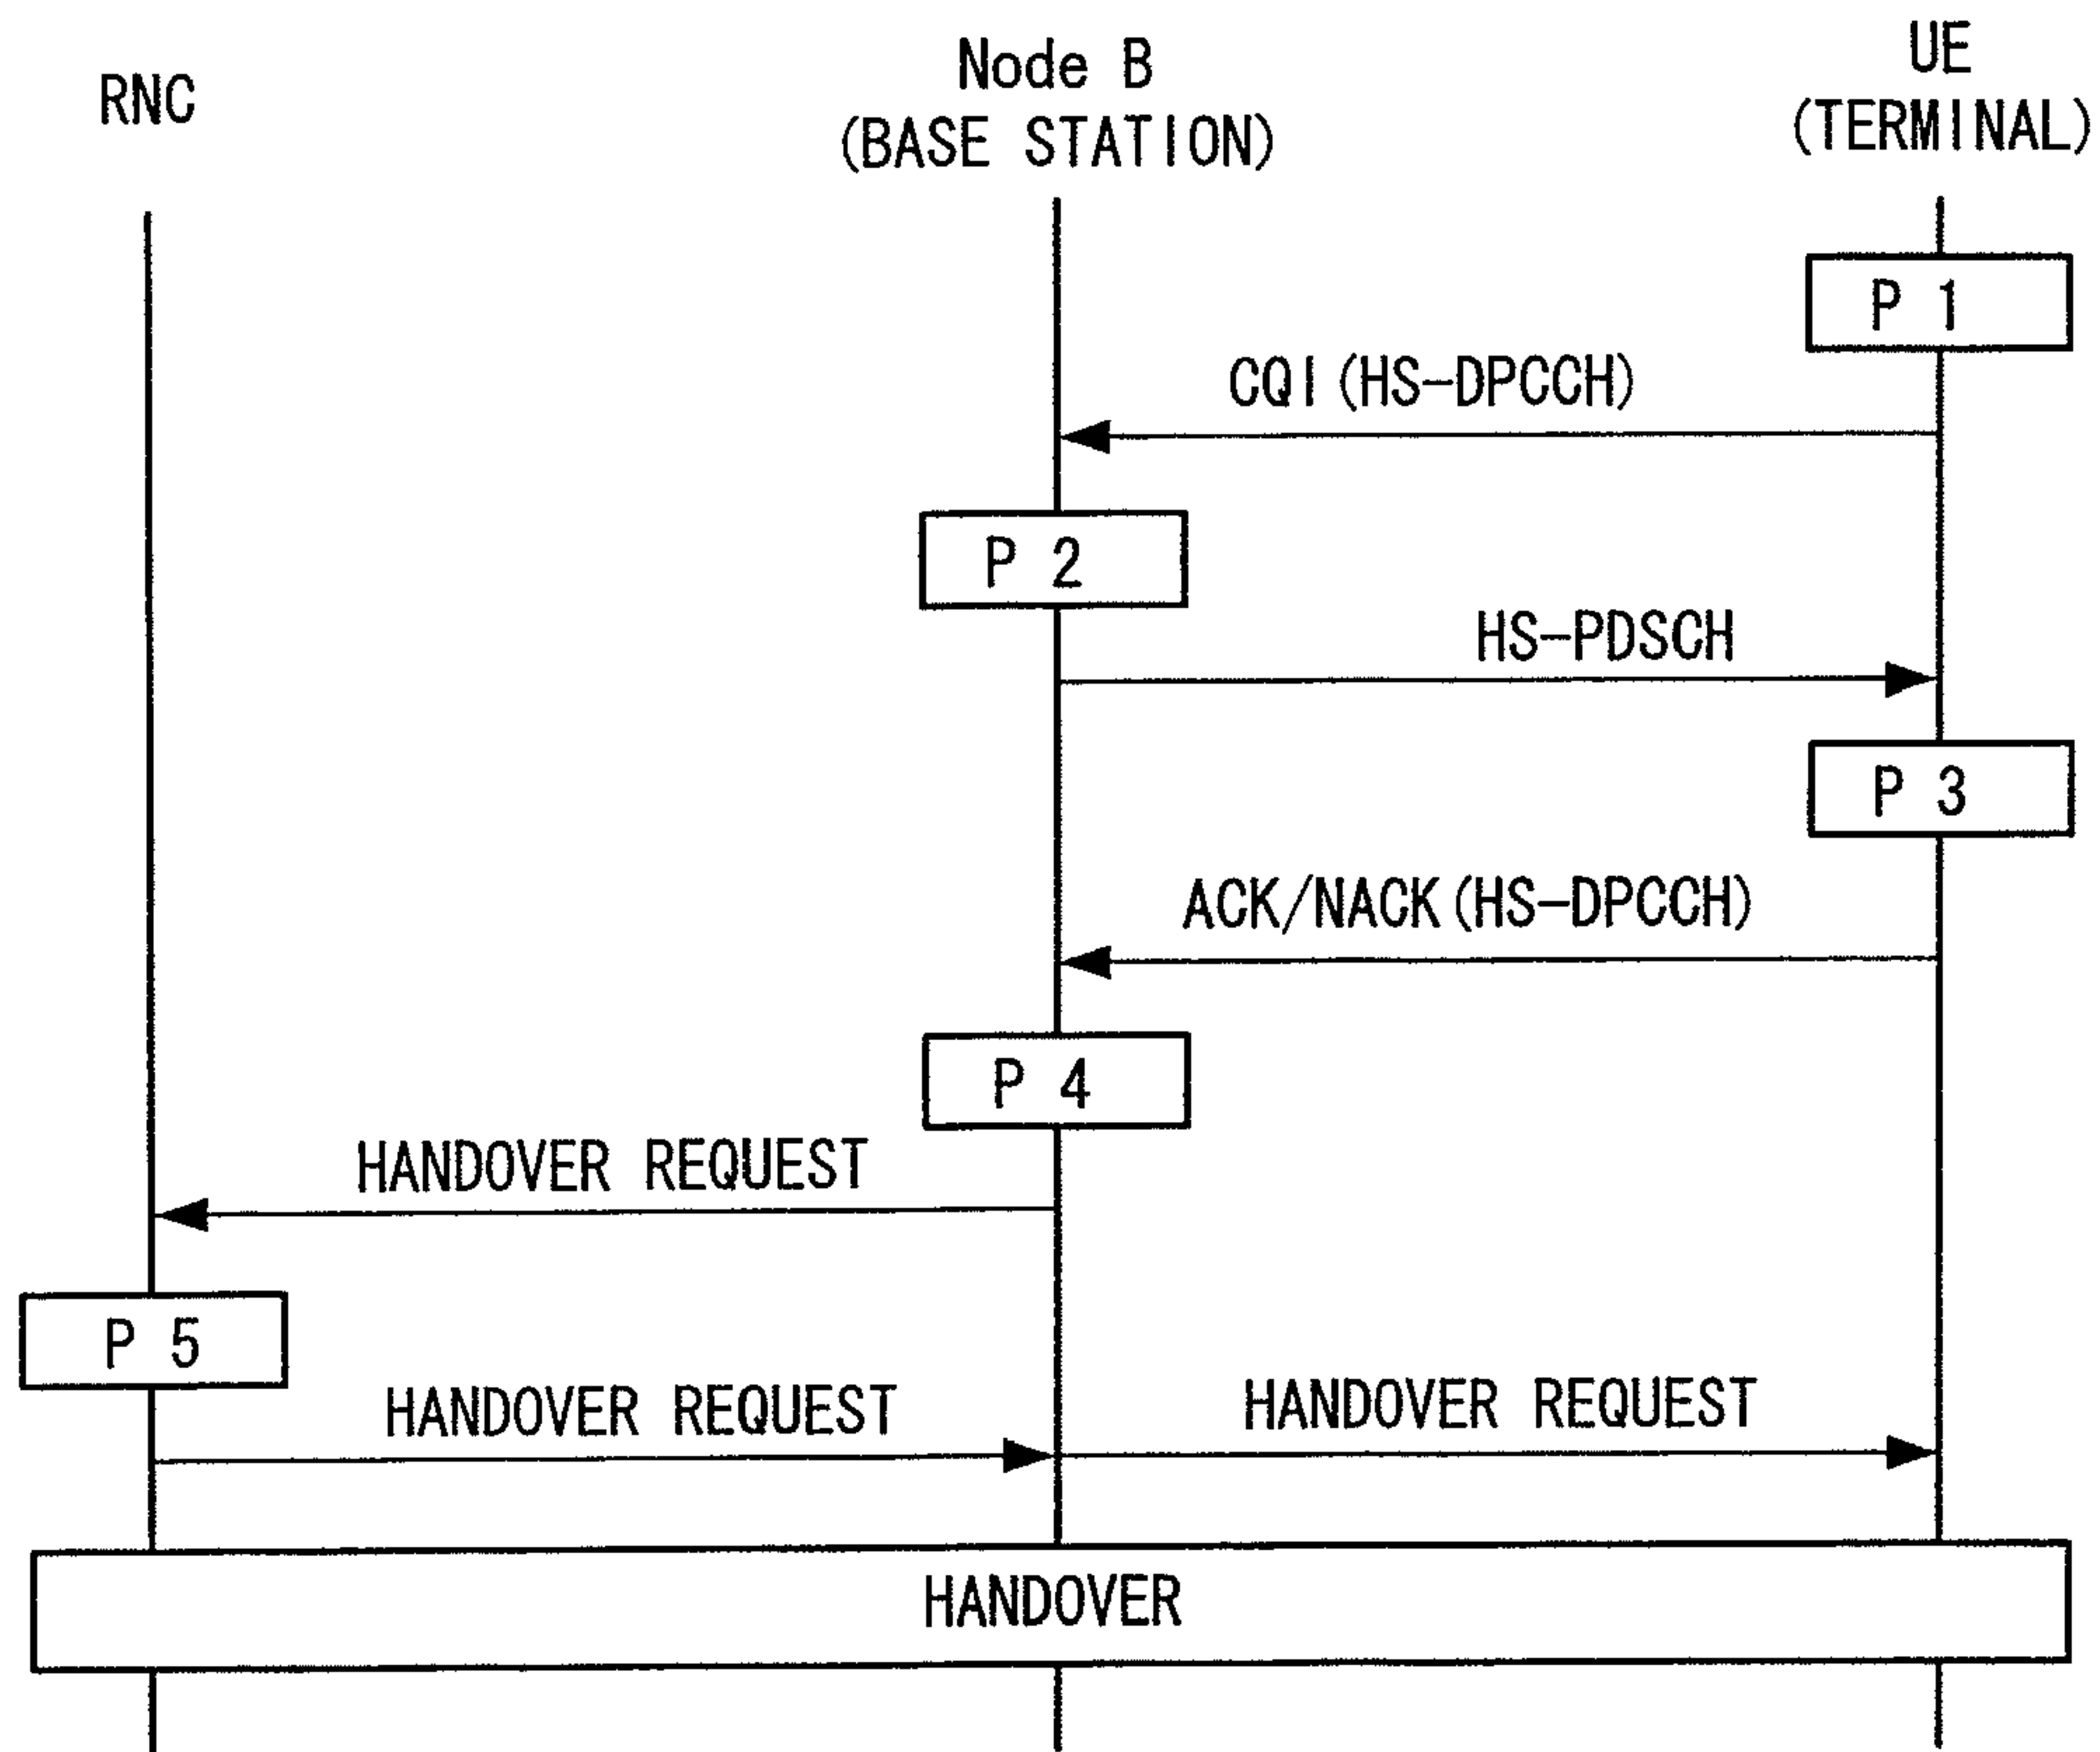 RNC
Node B
(BASE STATION)
UE
(TERMINAL)
P 1
CQI(HS-DPCCH)
P 2
HS-PDSCH
P 3
ACK/NACK(HS-DPCCH)
P 4
HANDOVER REQUEST
P 5
HANDOVER REQUEST
HANDOVER REQUEST
HANDOVER